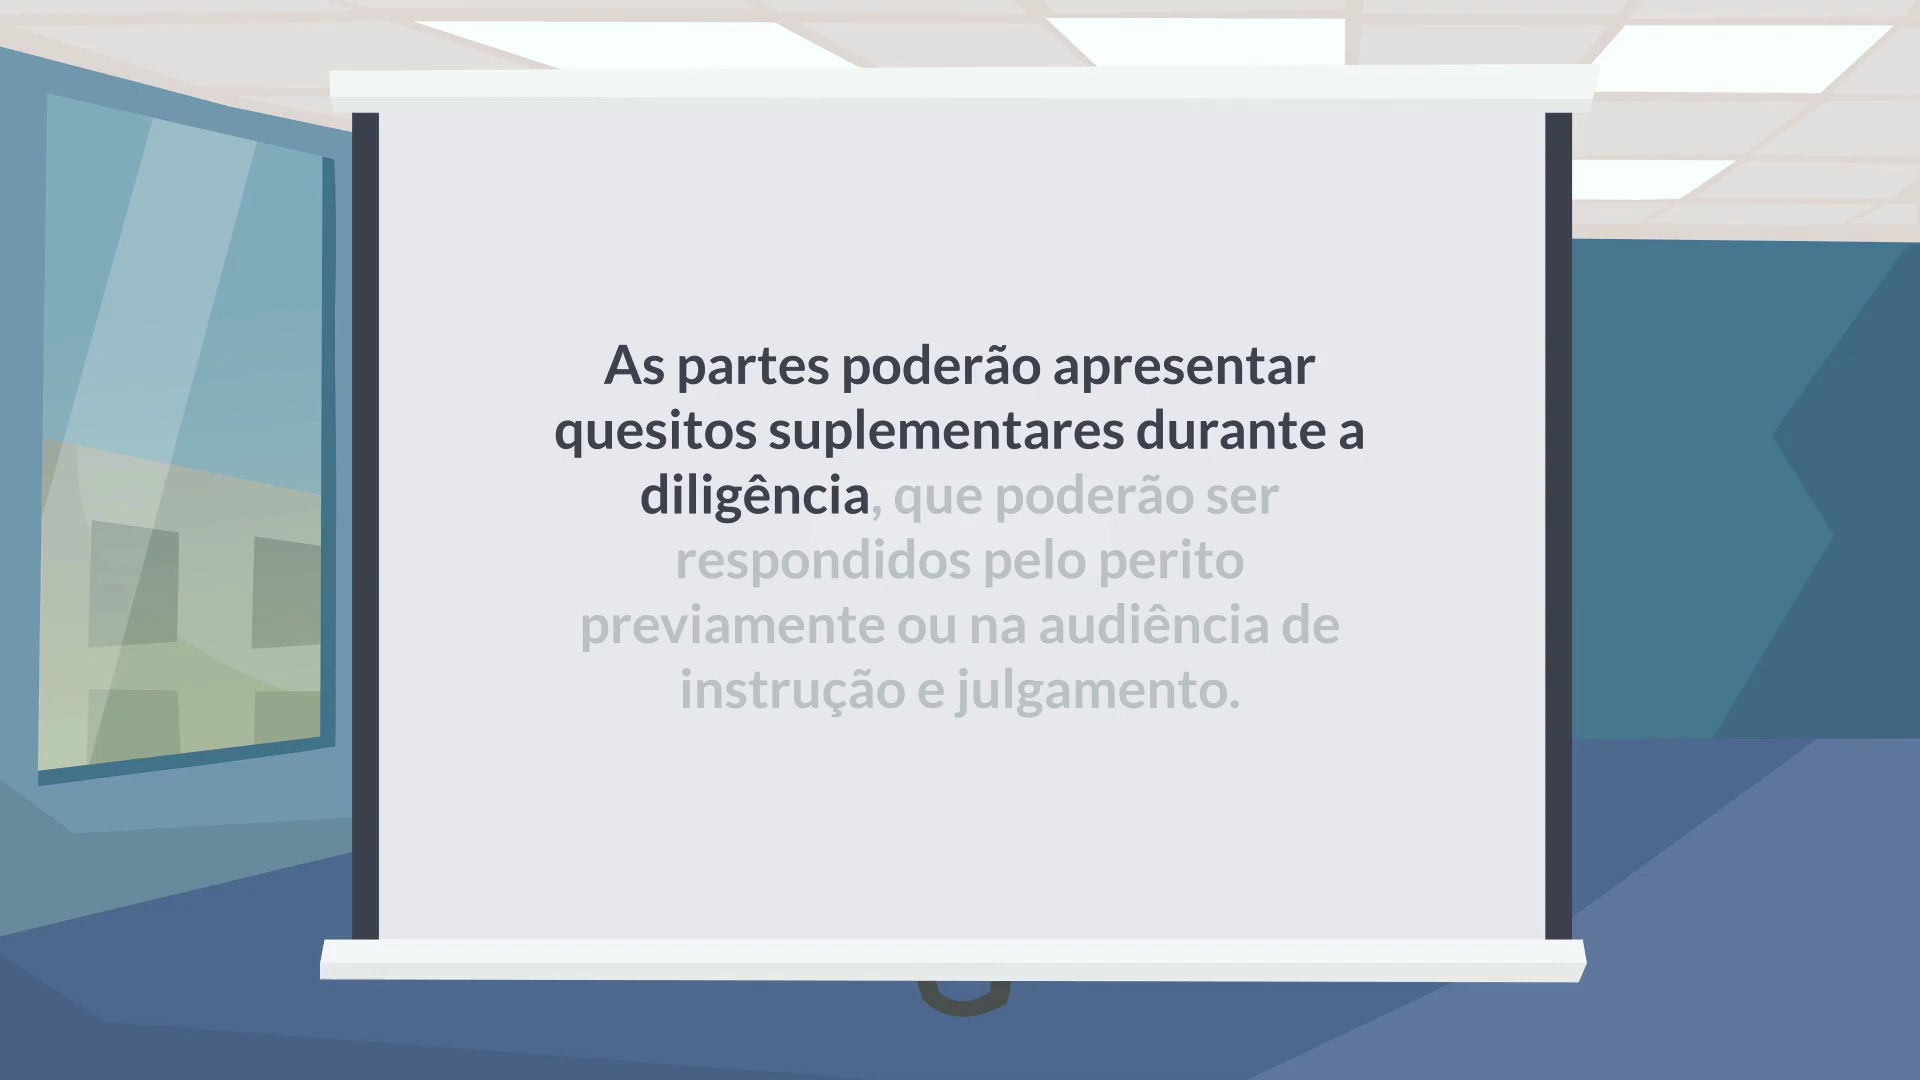 As partes poderão apresentar
quesitos suplementares durante a
diligência, que poderão ser
respondidos pelo perito
previamente ou na audiência de
instrução e julgamento.